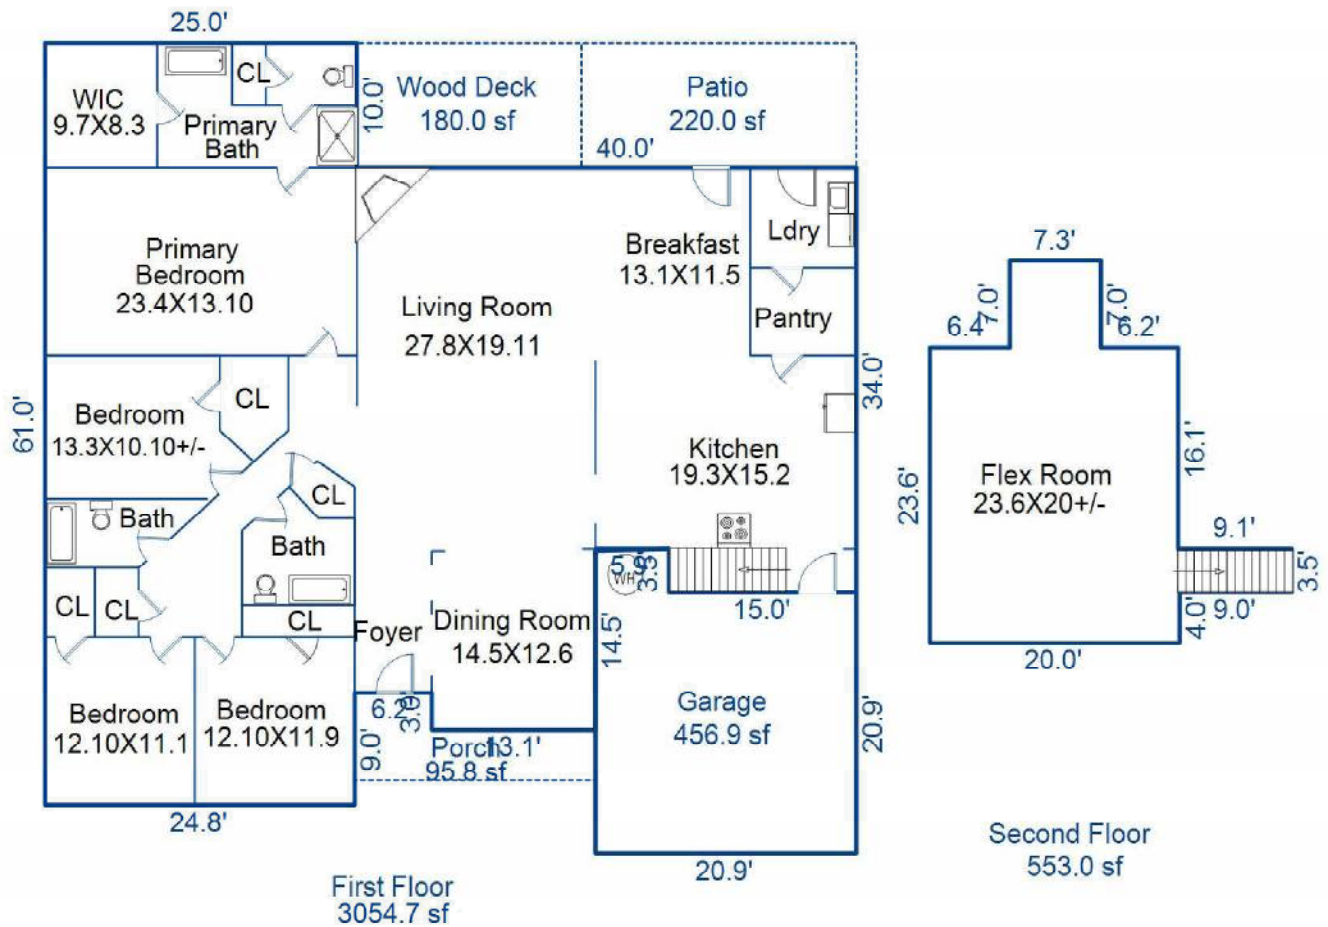 25.0'
WIC
9.7X8.3
CL
Primary
Bath
10.0'
Wood Deck
180.0 sf
Patio
220.0 sf
40.0'
Primary
Bedroom
23.4X13.10
Living Room
27.8X19.11
Breakfast
13.1X11.5
Ldry
Pantry
7.3'
7.0'
7.0'
6.4'
6.2'
61.0'
Bedroom
13.3X10.10+/-
CL
34.0'
Kitchen
19.3X15.2
CL
Bath
Bath
Flex Room
23.6X20+/-
23.6'
16.1'
9.1'
3.5'
9.0'
4.0'
20.0'
CL
CL
CL
Foyer
Dining Room
14.5X12.6
3.3'
WH
15.0'
14.5'
Bedroom
12.10X11.1
Bedroom
12.10X11.9
6.2'
3.0'
9.0'
Porch
13.1'
95.8 sf
Garage
456.9 sf
20.9'
24.8'
20.9'
First Floor
3054.7 sf
Second Floor
553.0 sf